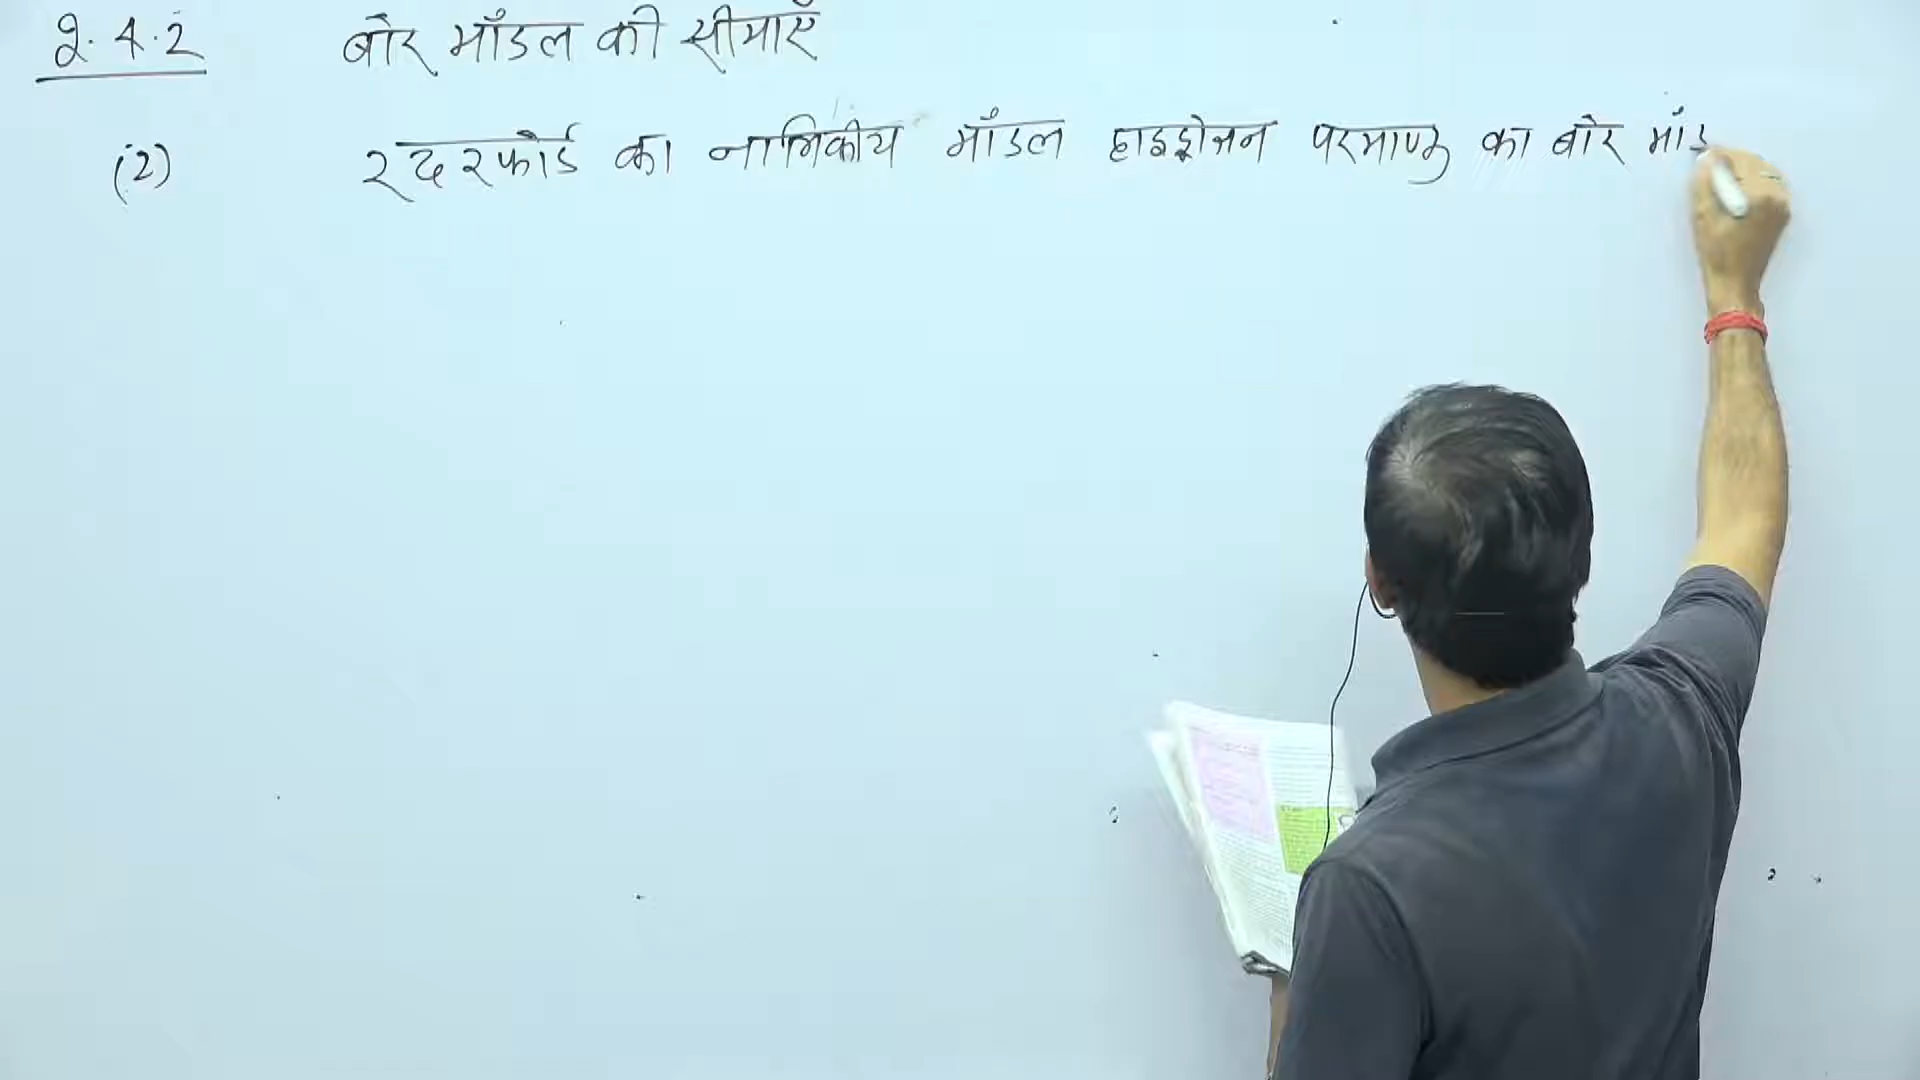 2.4.2 बोर मॉडल की सीमाएँ
(2) रदरफोर्ड का नाभिकीय मॉडल हाइड्रोजन परमाणु का बोर मॉड